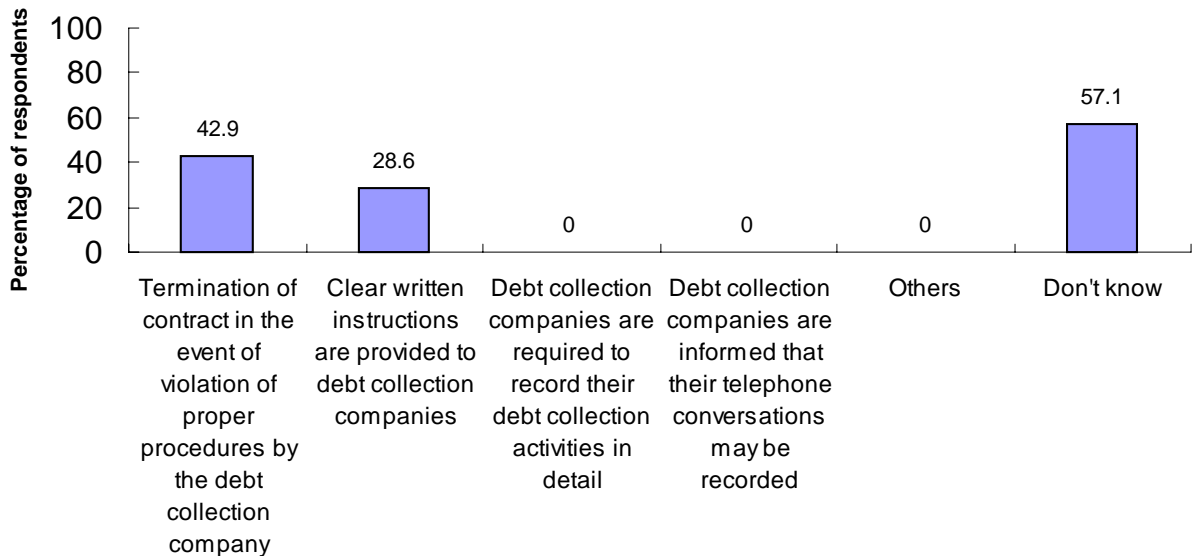 Percentage of respondents
100
80
60
40
20
0
42.9
28.6
0
0
0
57.1
Termination of
contract in the
event of
violation of
proper
procedures by
the debt
collection
company
Clear written
instructions
are provided to
debt collection
companies
Debt collection
companies are
required to
record their
debt collection
activities in
detail
Debt collection
companies are
informed that
their telephone
conversations
may be
recorded
Others
Don't know